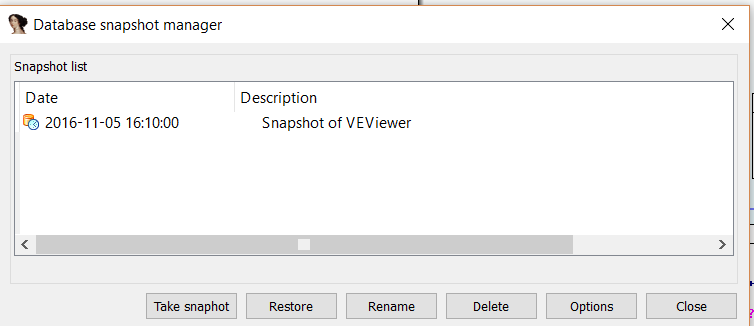 Database snapshot manager
Snapshot list
Date Description
2016-11-05 16:10:00 Snapshot of VEViewer
Take snaphot Restore Rename Delete Options Close